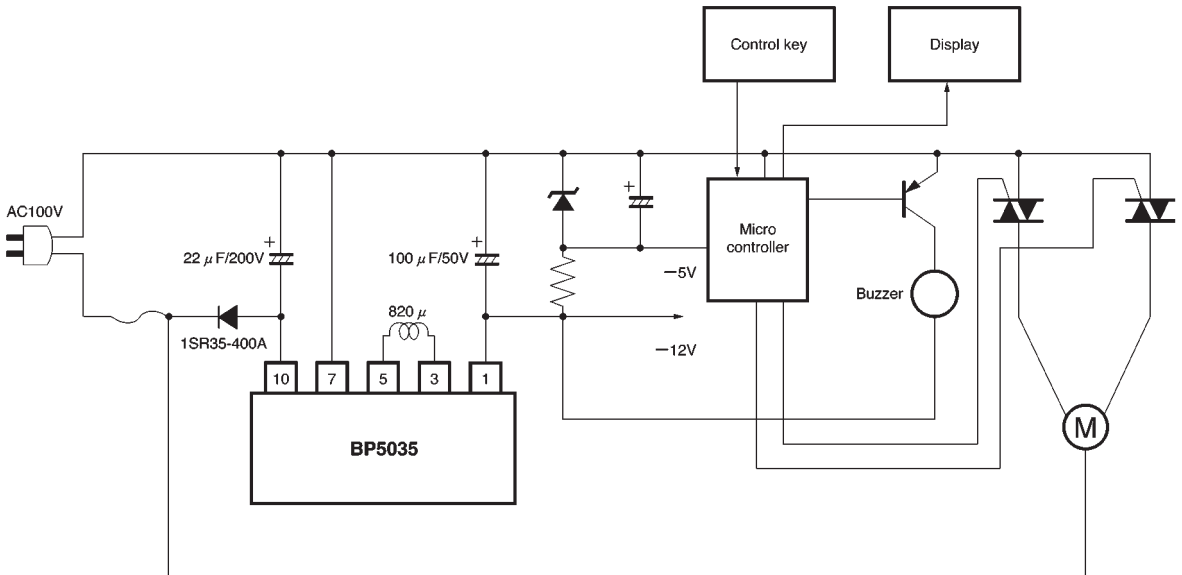 Control key
Display
AC100V
22 μF/200V
100 μF/50V
820 μ
1SR35-400A
Micro
controller
−5V
Buzzer
−12V
10 7 5 3 1
BP5035
M
+
+
+